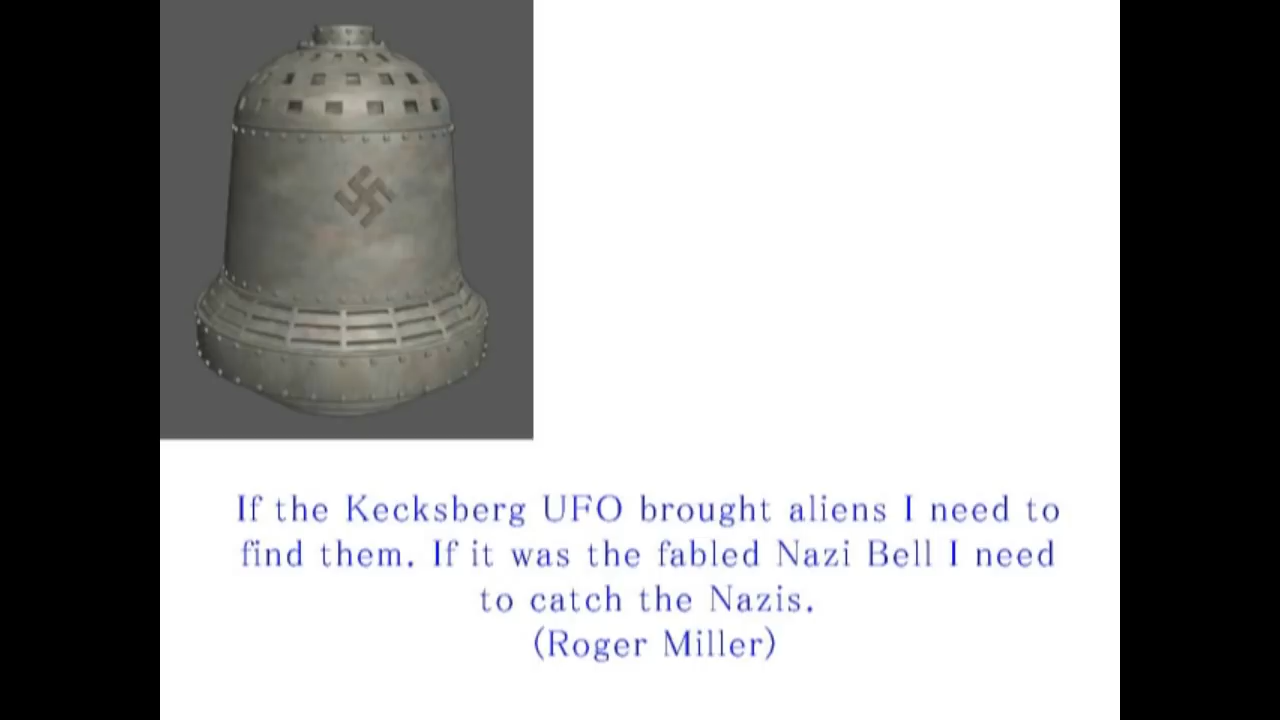 If the Kecksberg UFO brought aliens I need to
find them. If it was the fabled Nazi Bell I need
to catch the Nazis.
(Roger Miller)